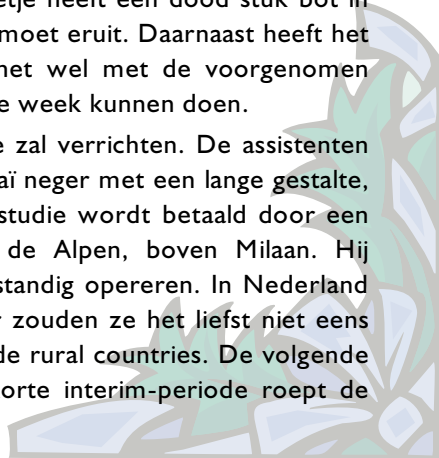 etje heeft een dood stuk bot in
moet eruit. Daarnaast heeft het
net wel met de voorgenomen
e week kunnen doen.
e zal verrichten. De assistenten
aï neger met een lange gestalte,
studie wordt betaald door een
de Alpen, boven Milaan. Hij
standig opereren. In Nederland
r zouden ze het liefst niet eens
de rural countries. De volgende
orte interim-periode roept de